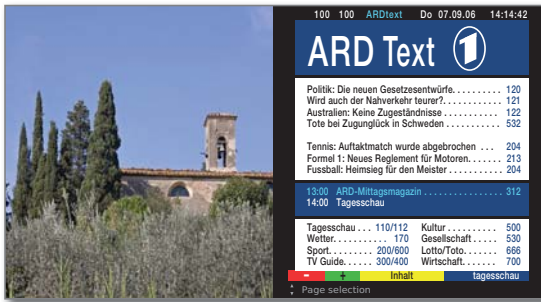 100 100 ARDtext Do 07.09.06 14:14:42
ARD Text 1
Politik: Die neuen Gesetzesentwürfe.......... 120
Wird auch der Nahverkehr teurer?............ 121
Australien: Keine Zugeständnisse ........... 122
Tote bei Zugunglück in Schweden .......... 532
Tennis: Auftaktmatch wurde abgebrochen ... 204
Formel 1: Neues Reglement für Motoren....... 213
Fussball: Heimsieg für den Meister ........... 204
13:00 ARD-Mittagsmagazin ................ 312
14:00 Tagesschau
Tagesschau ... 110/112 Kultur .......... 500
Wetter.......... 170 Gesellschaft ..... 530
Sport.......... 200/600 Lotto/Toto....... 666
TV Guide...... 300/400 Wirtschaft....... 700
- + Inhalt tagesschau
Page selection